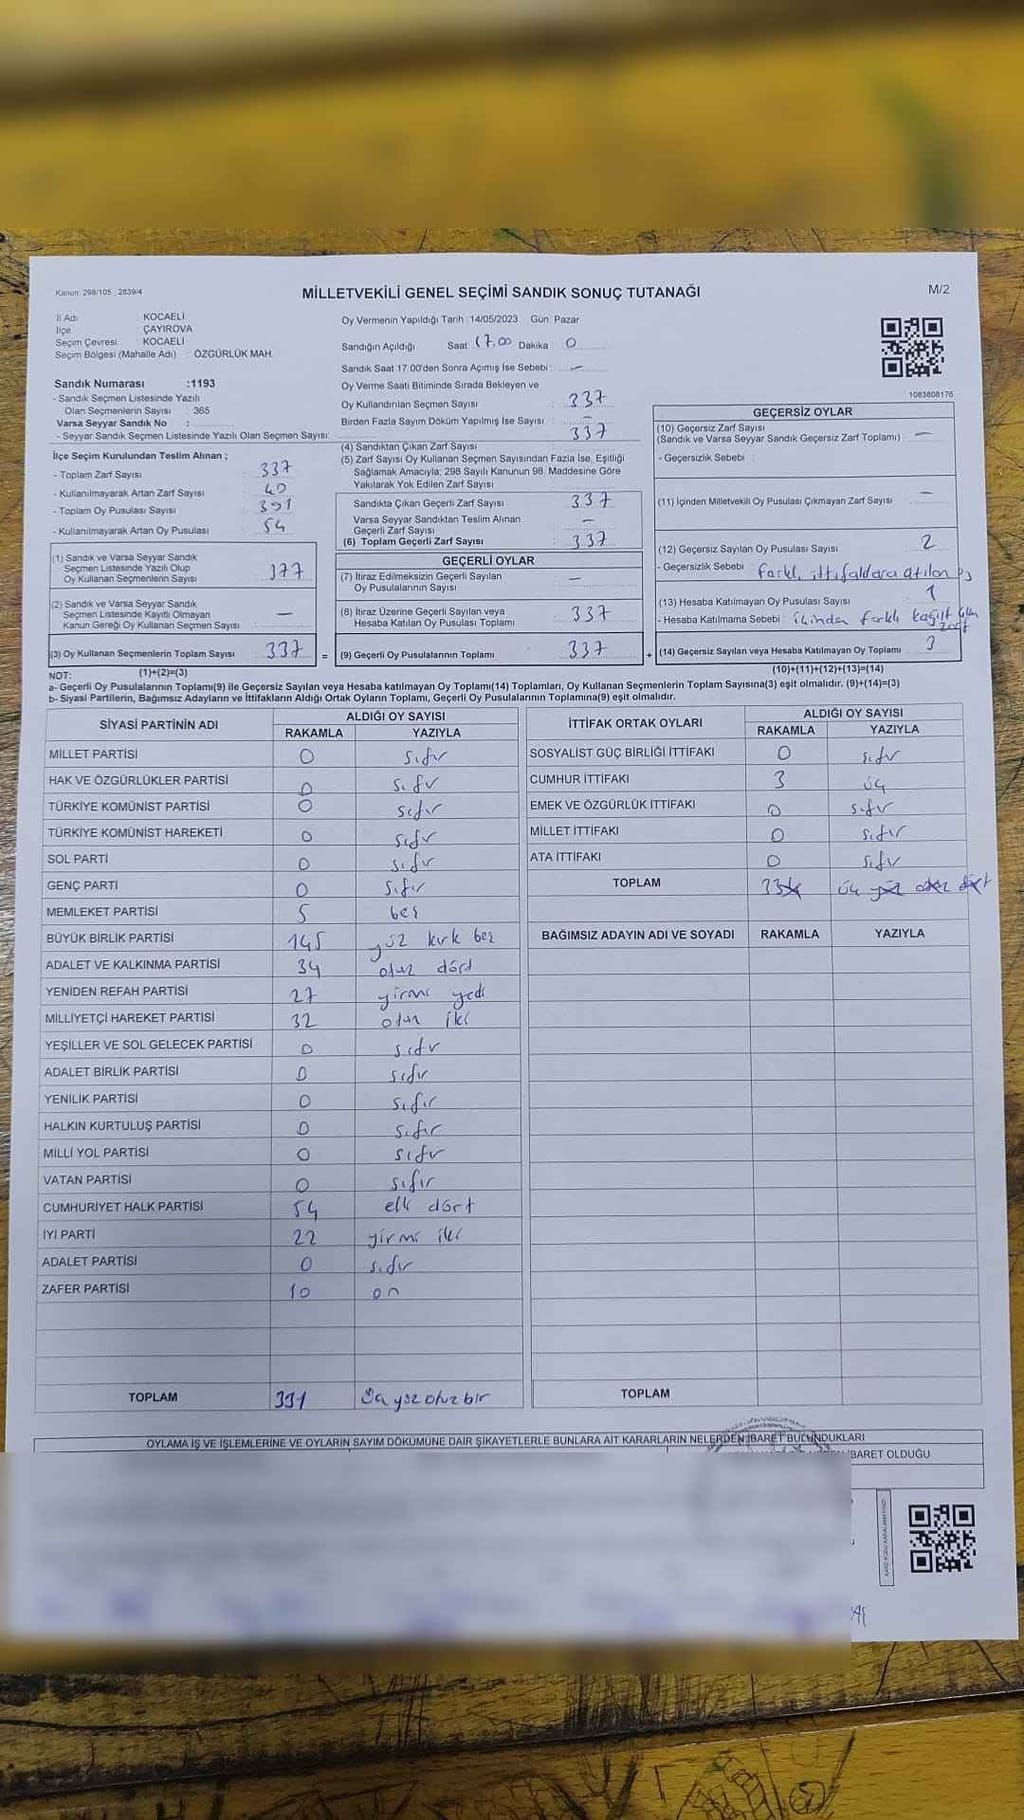 Kanun: 298/105 , 2839/4
MİLLETVEKİLİ GENEL SEÇİMİ SANDIK SONUÇ TUTANAĞI
M/2
İl Adı KOCAELİ
İlçe ÇAYIROVA
Seçim Çevresi KOCAELİ
Seçim Bölgesi (Mahalle Adı) : ÖZGÜRLÜK MAH.
Sandık Numarası :1193
- Sandık Seçmen Listesinde Yazılı
Olan Seçmenlerin Sayısı : 365
Varsa Seyyar Sandık No :
- Seyyar Sandık Seçmen Listesinde Yazılı Olan Seçmen Sayısı:
İlçe Seçim Kurulundan Teslim Alınan ;
- Toplam Zarf Sayısı 337
- Kullanılmayarak Artan Zarf Sayısı 40
- Toplam Oy Pusulası Sayısı 391
- Kullanılmayarak Artan Oy Pusulası 54
(1) Sandık ve Varsa Seyyar Sandık
Seçmen Listesinde Yazılı Olup
Oy Kullanan Seçmenlerin Sayısı
(2) Sandık ve Varsa Seyyar Sandık
Seçmen Listesinde Kayıtlı Olmayan
Kanun Gereği Oy Kullanan Seçmen Sayısı —
(3) Oy Kullanan Seçmenlerin Toplam Sayısı 337 =
Oy Vermenin Yapıldığı Tarih :14/05/2023 Gün: Pazar
Sandığın Açıldığı Saat 17,00 Dakika : 0
Sandık Saat 17.00'den Sonra Açımış İse Sebebi : —
Oy Verme Saati Bitiminde Sırada Bekleyen ve
Oy Kullandırılan Seçmen Sayısı : 337
Birden Fazla Sayım Döküm Yapılmış İse Sayısı : —
(4) Sandıktan Çıkan Zarf Sayısı 337
(5) Zarf Sayısı Oy Kullanan Seçmen Sayısından Fazla İse, Eşitliği
Sağlamak Amacıyla; 298 Sayılı Kanunun 98. Maddesine Göre
Yakılarak Yok Edilen Zarf Sayısı
Sandıkta Çıkan Geçerli Zarf Sayısı 337
Varsa Seyyar Sandıktan Teslim Alınan
Geçerli Zarf Sayısı —
(6) Toplam Geçerli Zarf Sayısı 337
GEÇERLİ OYLAR
(7) İtiraz Edilmeksizin Geçerli Sayılan
Oy Pusulalarının Sayısı —
(8) İtiraz Üzerine Geçerli Sayılan veya
Hesaba Katılan Oy Pusulası Toplamı 337
(9) Geçerli Oy Pusulalarının Toplamı 337 +
1083808176
GEÇERSİZ OYLAR
(10) Geçersiz Zarf Sayısı
(Sandık ve Varsa Seyyar Sandık Geçersiz Zarf Toplamı) —
- Geçersizlik Sebebi :
(11) İçinden Milletvekili Oy Pusulası Çıkmayan Zarf Sayısı —
(12) Geçersiz Sayılan Oy Pusulası Sayısı 2
- Geçersizlik Sebebi : farklı ittifaklara atılan
(13) Hesaba Katılmayan Oy Pusulası Sayısı 1
- Hesaba Katılmama Sebebi : içinden farklı kağıt
(14) Geçersiz Sayılan veya Hesaba Katılmayan Oy Toplamı 3
NOT: (1)+(2)=(3) (10)+(11)+(12)+(13)=(14)
a- Geçerli Oy Pusulalarının Toplamı(9) ile Geçersiz Sayılan veya Hesaba katılmayan Oy Toplamı(14) Toplamları, Oy Kullanan Seçmenlerin Toplam Sayısına(3) eşit olmalıdır. (9)+(14)=(3)
b- Siyasi Partilerin, Bağımsız Adayların ve İttifakların Aldığı Ortak Oyların Toplamı, Geçerli Oy Pusulalarının Toplamına(9) eşit olmalıdır.
SİYASİ PARTİNİN ADI ALDIĞI OY SAYISI
RAKAMLA YAZIYLA
MİLLET PARTİSİ 0 sıfır
HAK VE ÖZGÜRLÜKLER PARTİSİ 0 sıfır
TÜRKİYE KOMÜNİST PARTİSİ 0 sıfır
TÜRKİYE KOMÜNİST HAREKETİ 0 sıfır
SOL PARTİ 0 sıfır
GENÇ PARTİ 0 sıfır
MEMLEKET PARTİSİ 5 beş
BÜYÜK BİRLİK PARTİSİ 145 yüz kırk beş
ADALET VE KALKINMA PARTİSİ 34 otuz dört
YENİDEN REFAH PARTİSİ 27 yirmi yedi
MİLLİYETÇİ HAREKET PARTİSİ 32 otuz iki
YEŞİLLER VE SOL GELECEK PARTİSİ 0 sıfır
ADALET BİRLİK PARTİSİ 0 sıfır
YENİLİK PARTİSİ 0 sıfır
HALKIN KURTULUŞ PARTİSİ 0 sıfır
MİLLİ YOL PARTİSİ 0 sıfır
VATAN PARTİSİ 0 sıfır
CUMHURİYET HALK PARTİSİ 54 elli dört
İYİ PARTİ 22 yirmi iki
ADALET PARTİSİ 0 sıfır
ZAFER PARTİSİ 10 on
TOPLAM 331 Üç yüz otuz bir
İTTİFAK ORTAK OYLARI ALDIĞI OY SAYISI
RAKAMLA YAZIYLA
SOSYALİST GÜÇ BİRLİĞİ İTTİFAKI 0 sıfır
CUMHUR İTTİFAKI 3 üç
EMEK VE ÖZGÜRLÜK İTTİFAKI 0 sıfır
MİLLET İTTİFAKI 0 sıfır
ATA İTTİFAKI 0 sıfır
TOPLAM üç yüz otuz dört
BAĞIMSIZ ADAYIN ADI VE SOYADI RAKAMLA YAZIYLA
TOPLAM
OYLAMA İŞ VE İŞLEMLERİNE VE OYLARIN SAYIM DÖKÜMÜNE DAİR ŞİKAYETLERLE BUNLARA AİT KARARLARIN NELERDEN İBARET BULUNDUKLARI
İBARET OLDUĞU